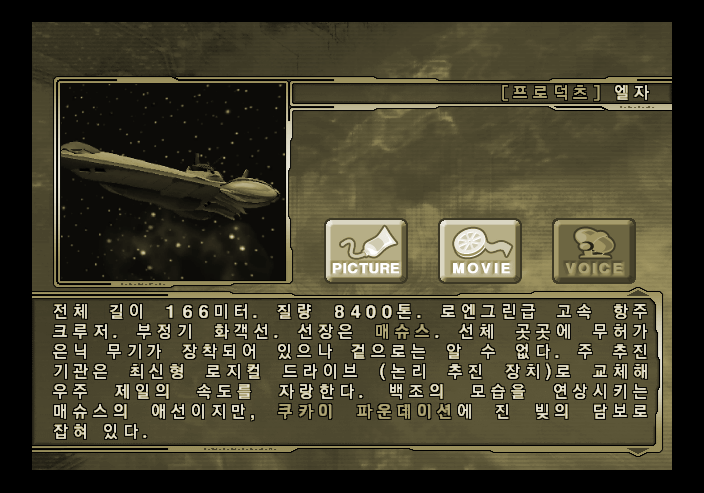 [프로덕츠] 엘자
PICTURE
MOVIE
VOICE
전체 길이 166미터. 질량 8400톤. 로엔그린급 고속 항주
크루저. 부정기 화객선. 선장은 매슈스. 선체 곳곳에 무허가
은닉 무기가 장착되어 있으나 겉으로는 알 수 없다. 주 추진
기관은 최신형 로지컬 드라이브 (논리 추진 장치)로 교체해
우주 제일의 속도를 자랑한다. 백조의 모습을 연상시키는
매슈스의 애선이지만, 쿠카이 파운데이션에 진 빚의 담보로
잡혀 있다.